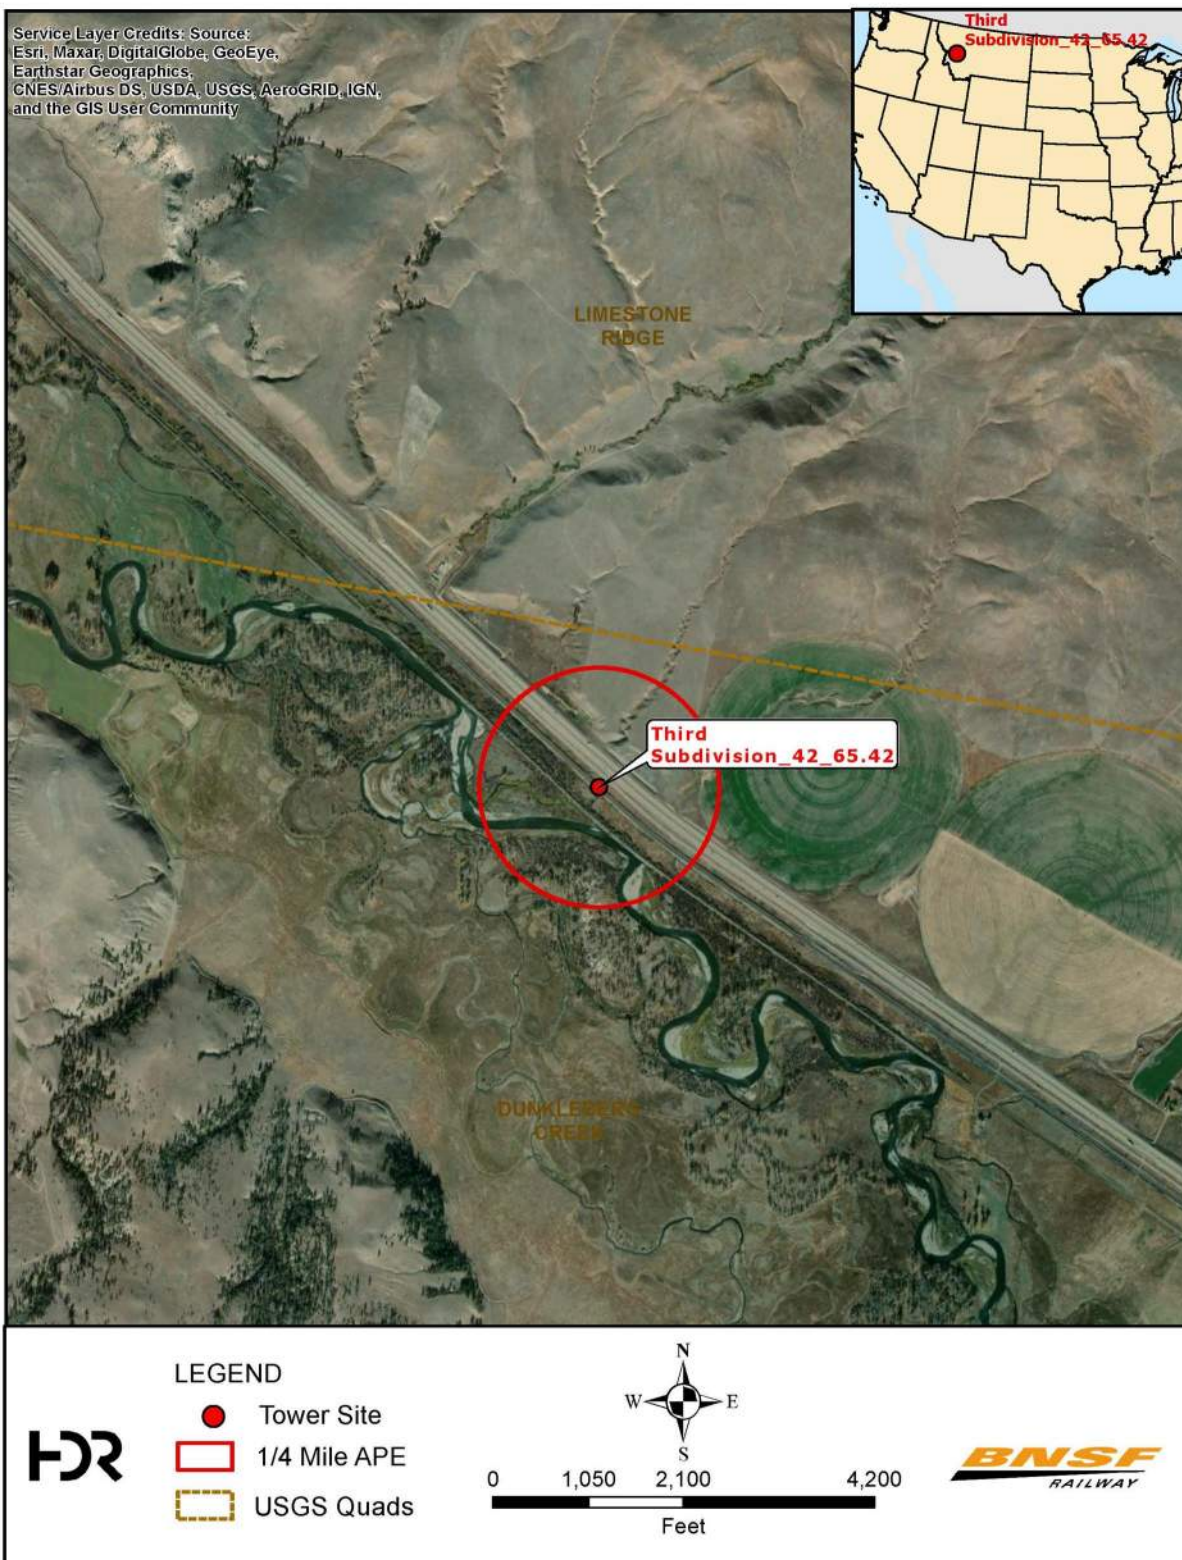 Service Layer Credits: Source:
Esri, Maxar, DigitalGlobe, GeoEye,
Earthstar Geographics,
CNES/Airbus DS, USDA, USGS, AeroGRID, IGN,
and the GIS User Community
Third
Subdivision_42_65.42
LIMESTONE
RIDGE
Third
Subdivision_42_65.42
DUNKLEBERG
CREEK
HDR
LEGEND
Tower Site
1/4 Mile APE
USGS Quads
N
W E
S
0 1,050 2,100 4,200
Feet
BNSF
RAILWAY